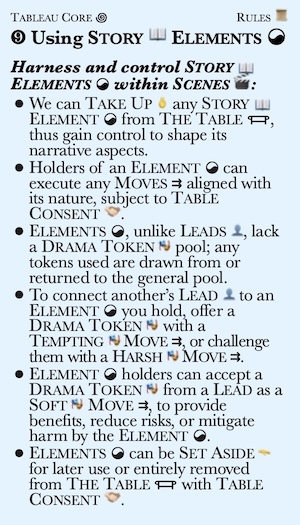 Tableau Core Rules
❾ Using Story Elements
Harness and control Story
Elements within Scenes :
• We can Take Up any Story
Element from The Table ,
thus gain control to shape its
narrative aspects.
• Holders of an Element can
execute any Moves ⇉ aligned with
its nature, subject to Table
Consent .
• Elements , unlike Leads , lack
a Drama Token pool; any
tokens used are drawn from or
returned to the general pool.
• To connect another’s Lead to an
Element you hold, offer a
Drama Token with a
Tempting Move ⇉, or challenge
them with a Harsh Move ⇉.
• Element holders can accept a
Drama Token from a Lead as a
Soft Move ⇉, to provide
benefits, reduce risks, or mitigate
harm by the Element .
• Elements can be Set Aside
for later use or entirely removed
from The Table with Table
Consent .